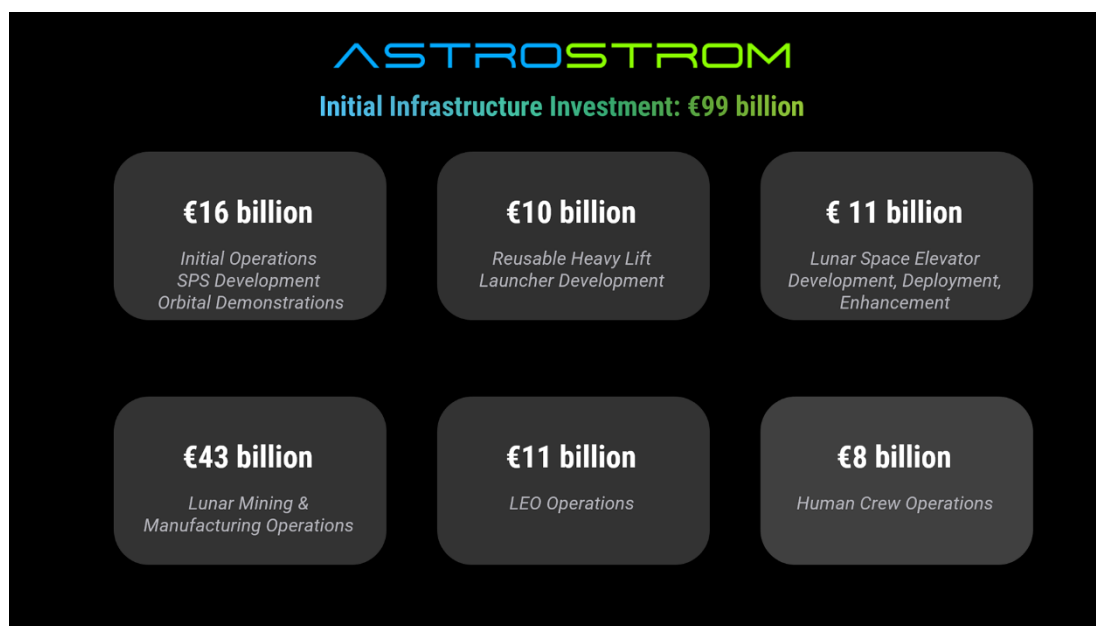 ASTROSTROM
Initial Infrastructure Investment: €99 billion
€16 billion
Initial Operations
SPS Development
Orbital Demonstrations
€10 billion
Reusable Heavy Lift
Launcher Development
€ 11 billion
Lunar Space Elevator
Development, Deployment,
Enhancement
€43 billion
Lunar Mining &
Manufacturing Operations
€11 billion
LEO Operations
€8 billion
Human Crew Operations